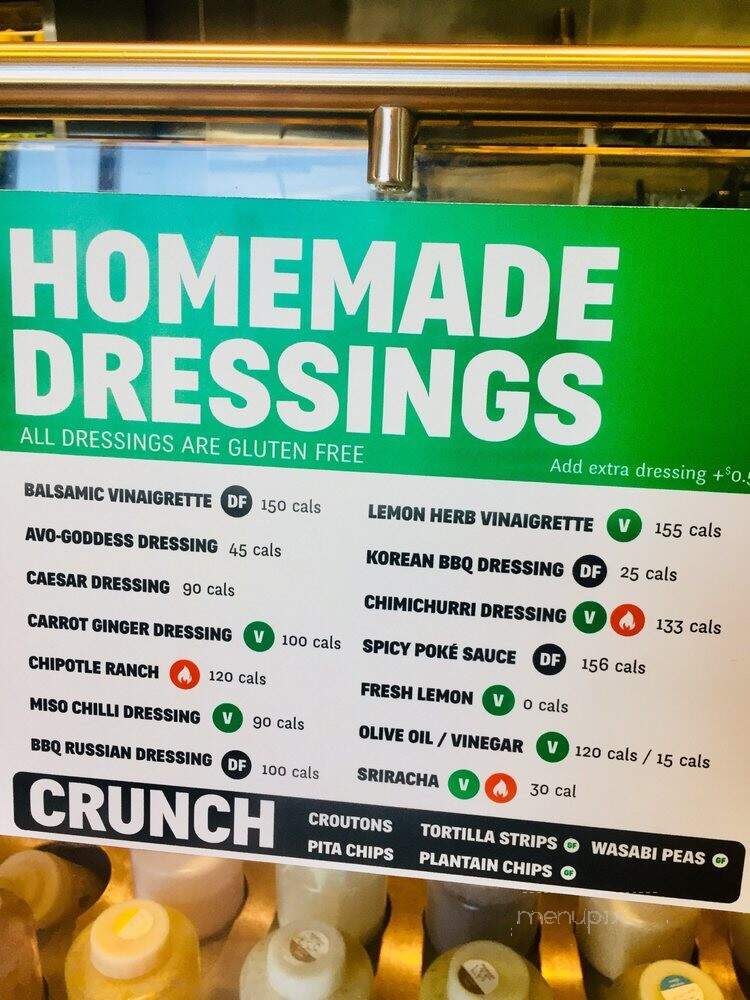 HOMEMADE
DRESSINGS
ALL DRESSINGS ARE GLUTEN FREE
Add extra dressing +$0.5
BALSAMIC VINAIGRETTE DF 150 cals
AVO-GODDESS DRESSING 45 cals
CAESAR DRESSING 90 cals
CARROT GINGER DRESSING V 100 cals
CHIPOTLE RANCH 120 cals
MISO CHILLI DRESSING V 90 cals
BBQ RUSSIAN DRESSING DF 100 cals
LEMON HERB VINAIGRETTE V 155 cals
KOREAN BBQ DRESSING DF 25 cals
CHIMICHURRI DRESSING V 133 cals
SPICY POKÉ SAUCE DF 156 cals
FRESH LEMON V 0 cals
OLIVE OIL / VINEGAR V 120 cals / 15 cals
SRIRACHA V 30 cal
CRUNCH
CROUTONS TORTILLA STRIPS GF WASABI PEAS GF
PITA CHIPS PLANTAIN CHIPS GF
menupix